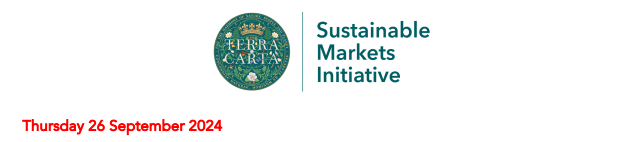 TERRA
CARTA
Sustainable
Markets
Initiative
Thursday 26 September 2024